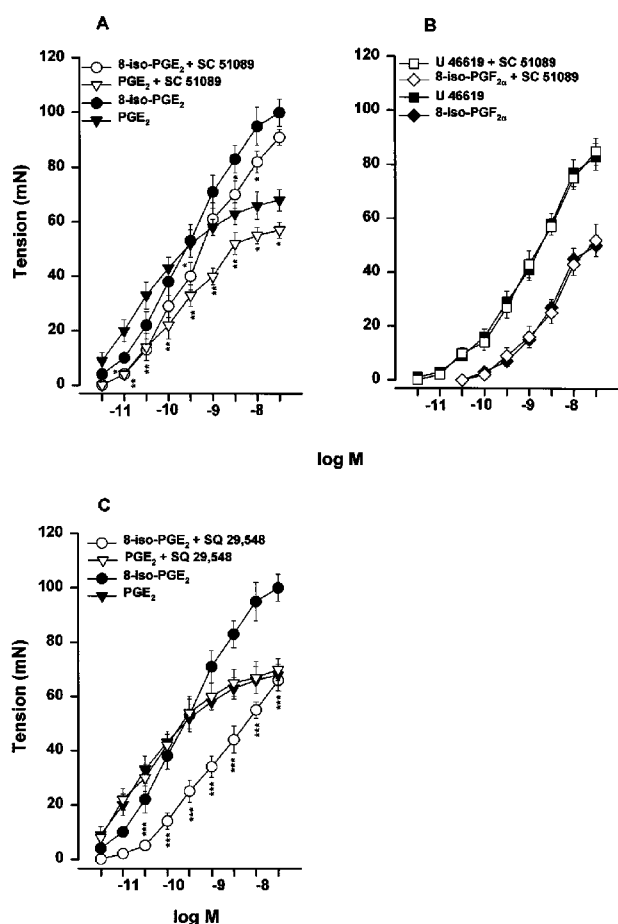 A
8-iso-PGE₂ + SC 51089
PGE₂ + SC 51089
8-iso-PGE₂
PGE₂
Tension (mN)
120
100
80
60
40
20
0
-11 -10 -9 -8
* * * * * * ** ** ** ** ** ** **
B
U 46619 + SC 51089
8-iso-PGF₂α + SC 51089
U 46619
8-iso-PGF₂α
120
100
80
60
40
20
0
-11 -10 -9 -8
log M
C
8-iso-PGE₂ + SQ 29,548
PGE₂ + SQ 29,548
8-iso-PGE₂
PGE₂
Tension (mN)
120
100
80
60
40
20
0
*** *** *** *** *** *** ***
-11 -10 -9 -8
log M